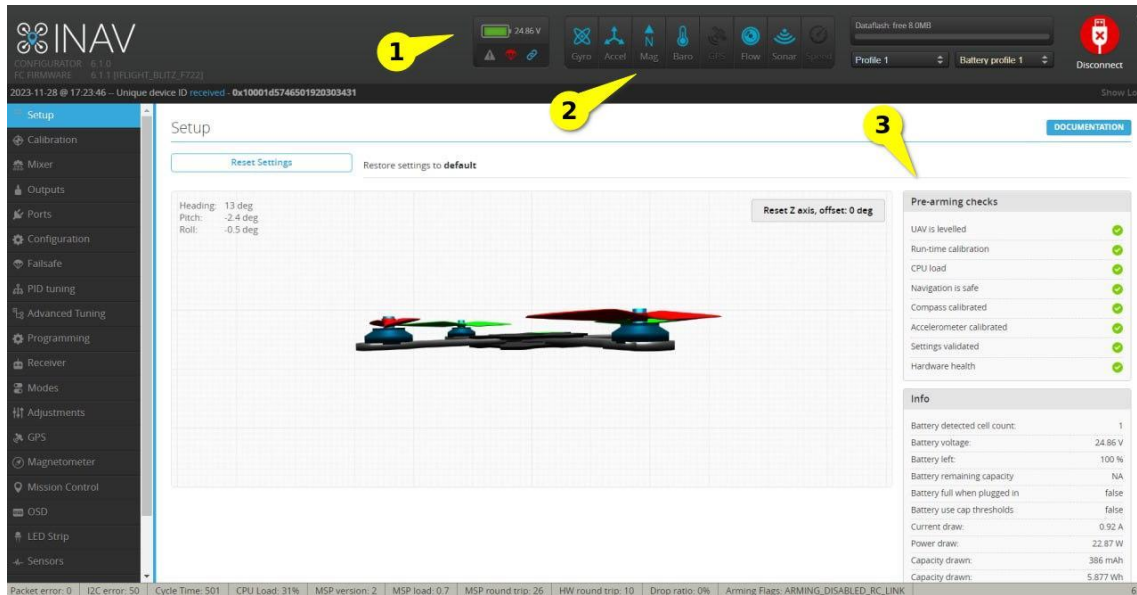 INAV
CONFIGURATOR 6.1.0
FC FIRMWARE 6.1.1 [IFLIGHT_BLITZ_F722]
1
24.86 V
Gyro Accel Mag Baro GPS Flow Sonar Speed
2
Dataflash: free 8.0MB
Profile 1 Battery profile 1
Disconnect
2023-11-28 @ 17:23:46 -- Unique device ID received - 0x10001d5746501920303431
Show Lo
Setup
Calibration
Mixer
Outputs
Ports
Configuration
Failsafe
PID tuning
Advanced Tuning
Programming
Receiver
Modes
Adjustments
GPS
Magnetometer
Mission Control
OSD
LED Strip
Sensors
Setup
3
DOCUMENTATION
Reset Settings
Restore settings to default
Heading: 13 deg
Pitch: -2.4 deg
Roll: -0.5 deg
Reset Z axis, offset: 0 deg
Pre-arming checks
UAV is levelled
Run-time calibration
CPU load
Navigation is safe
Compass calibrated
Accelerometer calibrated
Settings validated
Hardware health
Info
Battery detected cell count: 1
Battery voltage: 24.86 V
Battery left: 100 %
Battery remaining capacity NA
Battery full when plugged in false
Battery use cap thresholds false
Current draw: 0.92 A
Power draw: 22.87 W
Capacity drawn: 386 mAh
Capacity drawn: 5.877 Wh
Packet error: 0 I2C error: 50 Cycle Time: 501 CPU Load: 31% MSP version: 2 MSP load: 0.7 MSP round trip: 26 HW round trip: 10 Drop ratio: 0% Arming Flags: ARMING_DISABLED_RC_LINK 6